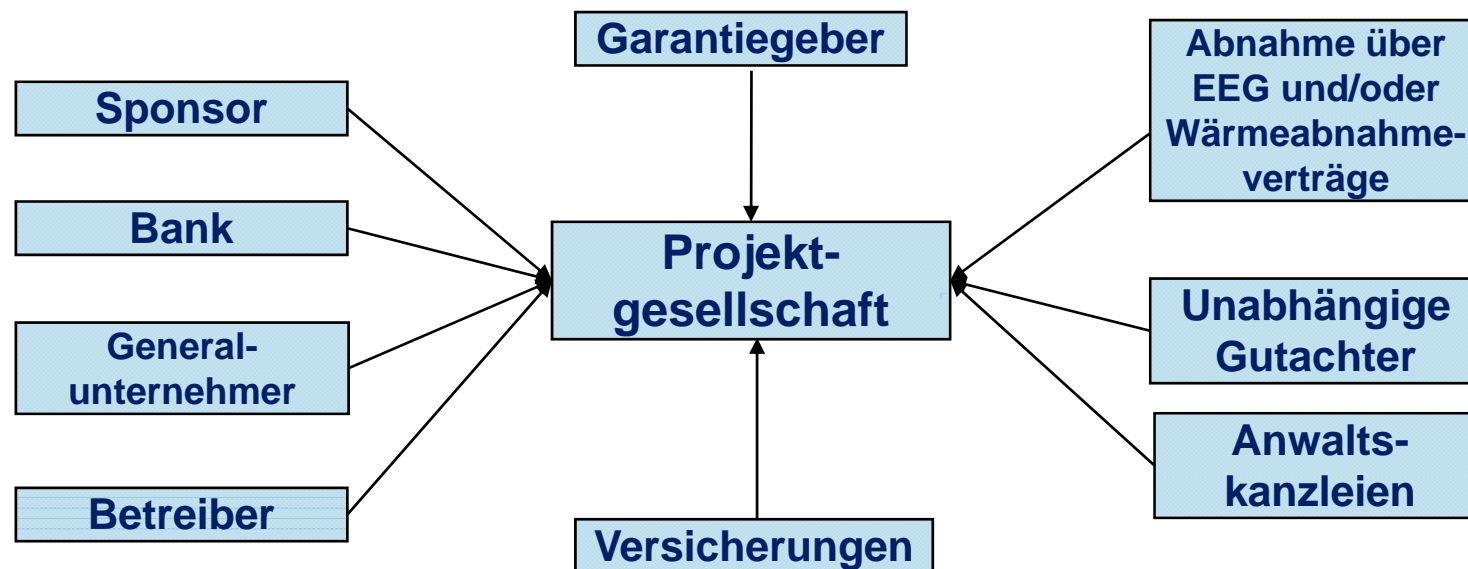 Garantiegeber
Abnahme über
EEG und/oder
Wärmeabnahme-
verträge
Sponsor
Bank
Projekt-
gesellschaft
General-
unternehmer
Unabhängige
Gutachter
Betreiber
Anwalts-
kanzleien
Versicherungen